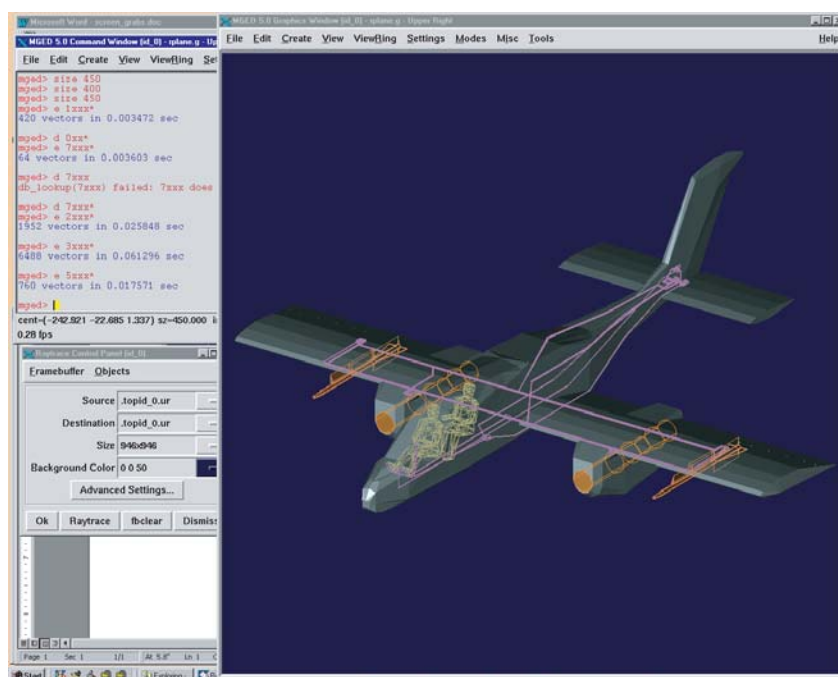 Microsoft Word - screen_grabs.doc
MGED 5.0 Command Window (id_0) - rplane.g - Up
File Edit Create View ViewRing Set
mged> size 450
mged> size 400
mged> size 450
mged> e 1xxx*
420 vectors in 0.003472 sec
mged> d 0xx*
mged> e 7xxx*
64 vectors in 0.003603 sec
mged> d 7xxx
db_lookup(7xxx) failed: 7xxx does
mged> d 7xxx*
mged> e 2xxx*
1952 vectors in 0.025848 sec
mged> e 3xxx*
6488 vectors in 0.061296 sec
mged> e 5xxx*
760 vectors in 0.017571 sec
mged>
cent=(-242.921 -22.685 1.337) sz=450.000
0.28 fps
Raytrace Control Panel (id_0)
Framebuffer Objects
Source .topid_0.ur
Destination .topid_0.ur
Size 946x946
Background Color 0 0 50
Advanced Settings...
Ok Raytrace fbclear Dismiss
Page 1 Sec 1 1/1 At 5.8" Ln 1
Start Exploring -
MGED 5.0 Graphics Window (id_0) - rplane.g - Upper Right
File Edit Create View ViewRing Settings Modes Misc Tools Help